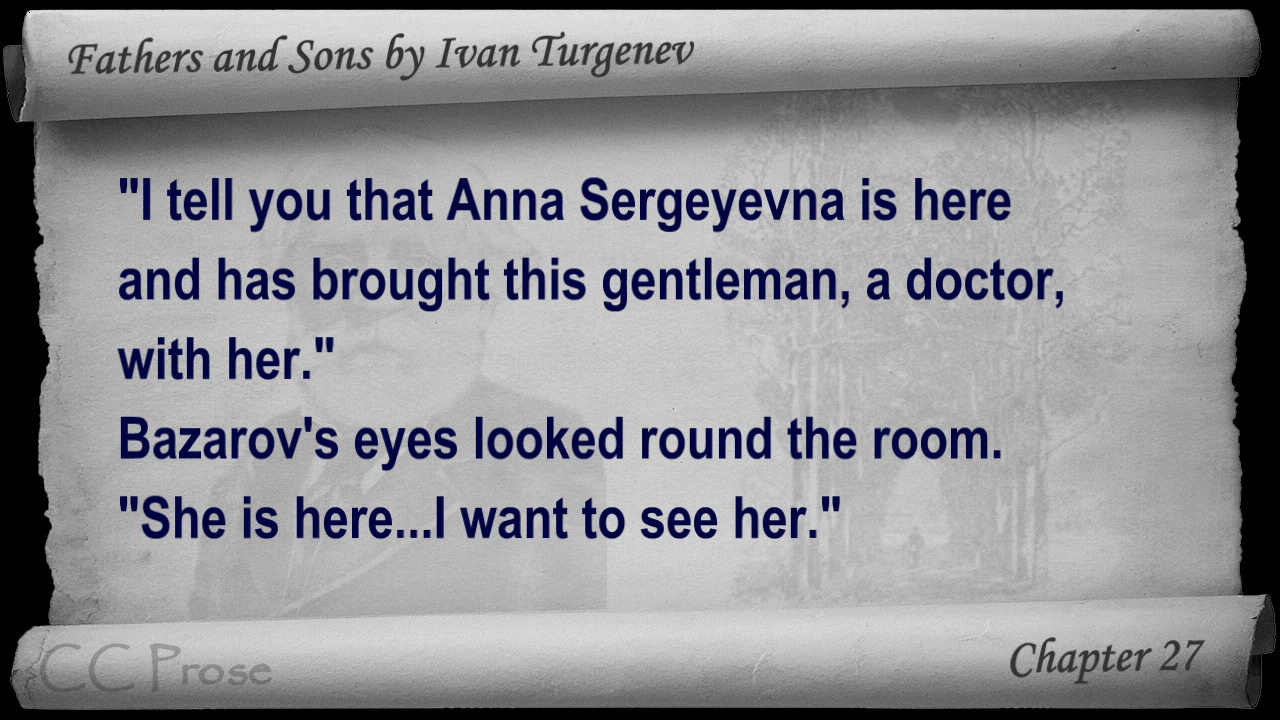 Fathers and Sons by Ivan Turgenev
"I tell you that Anna Sergeyevna is here
and has brought this gentleman, a doctor,
with her."
Bazarov's eyes looked round the room.
"She is here...I want to see her."
CC Prose
Chapter 27